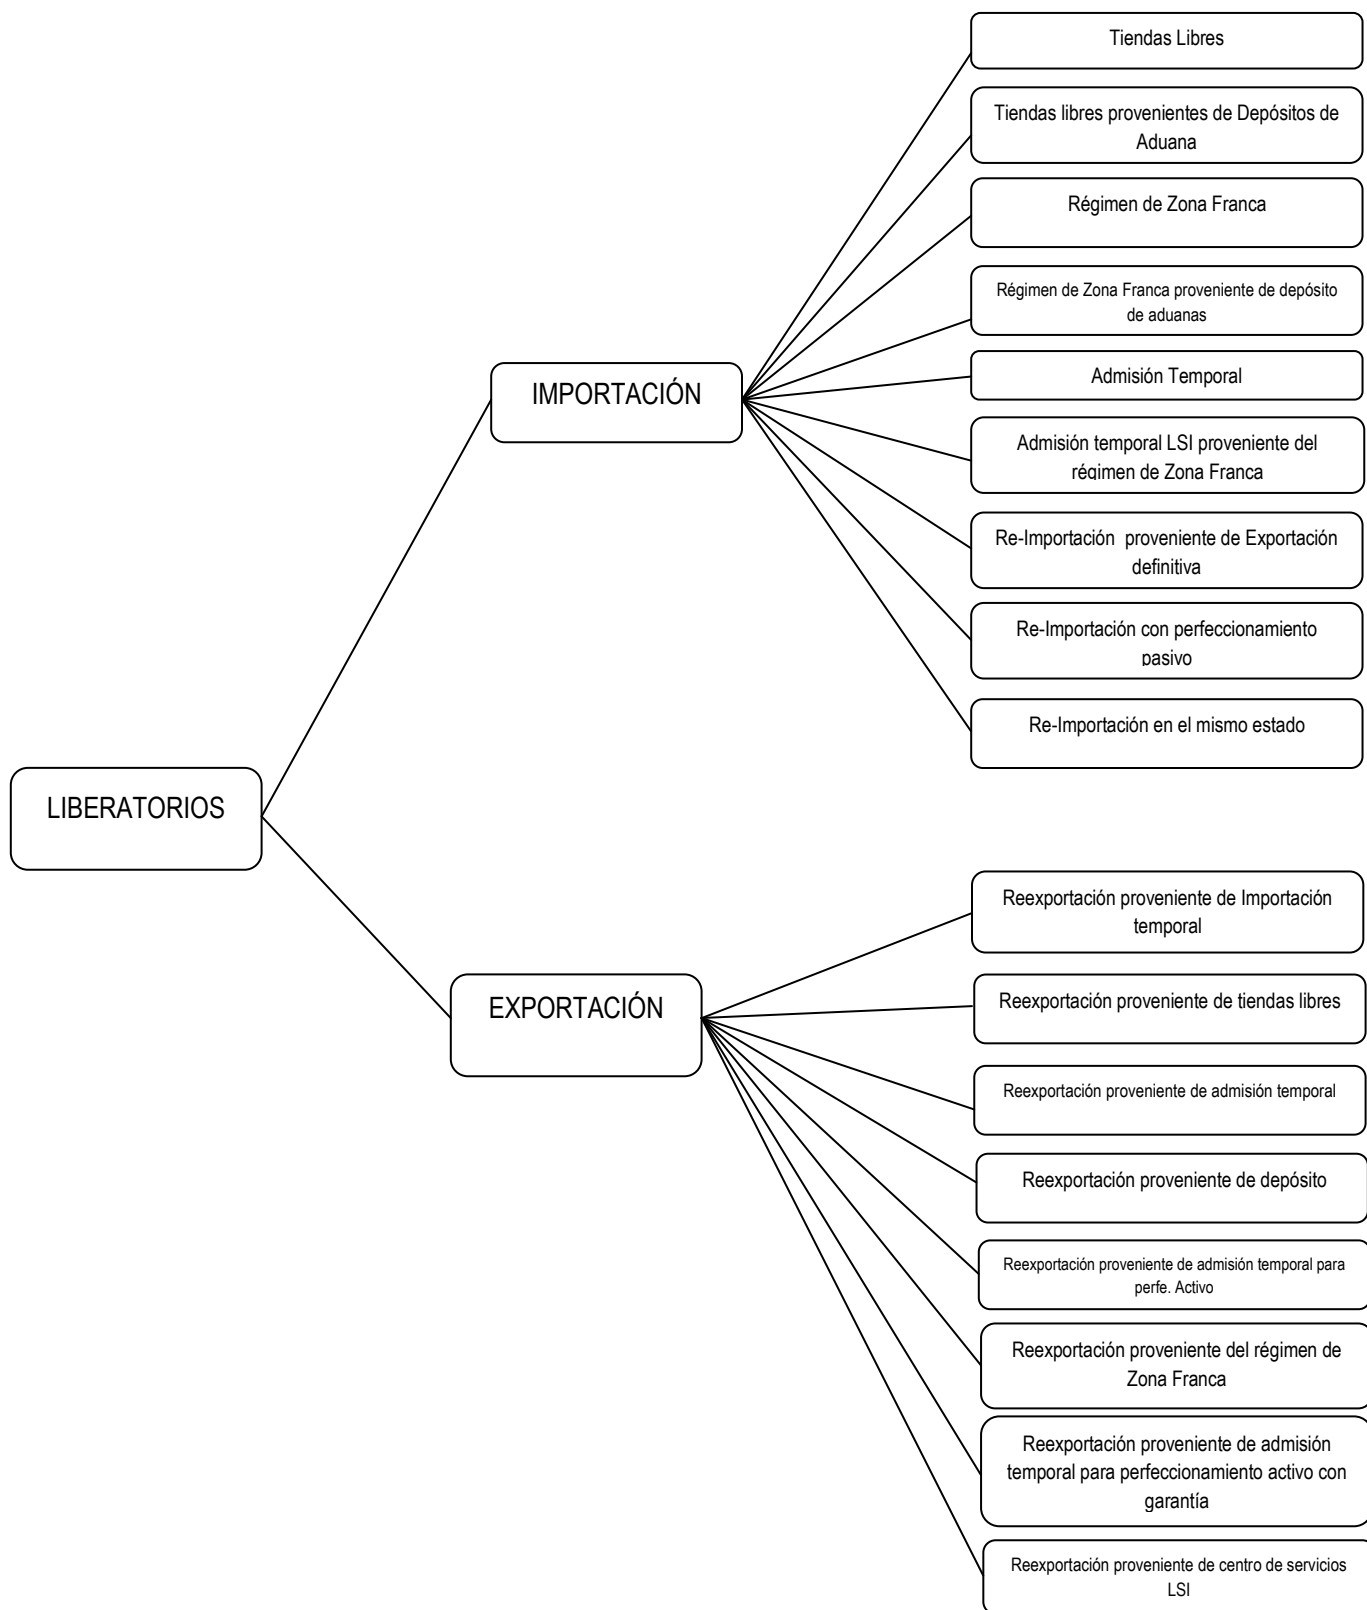 LIBERATORIOS
IMPORTACIÓN
Tiendas Libres
Tiendas libres provenientes de Depósitos de
Aduana
Régimen de Zona Franca
Régimen de Zona Franca proveniente de depósito
de aduanas
Admisión Temporal
Admisión temporal LSI proveniente del
régimen de Zona Franca
Re-Importación  proveniente de Exportación
definitiva
Re-Importación con perfeccionamiento
pasivo
Re-Importación en el mismo estado
EXPORTACIÓN
Reexportación proveniente de Importación
temporal
Reexportación proveniente de tiendas libres
Reexportación proveniente de admisión temporal
Reexportación proveniente de depósito
Reexportación proveniente de admisión temporal para
perfe. Activo
Reexportación proveniente del régimen de
Zona Franca
Reexportación proveniente de admisión
temporal para perfeccionamiento activo con
garantía
Reexportación proveniente de centro de servicios
LSI